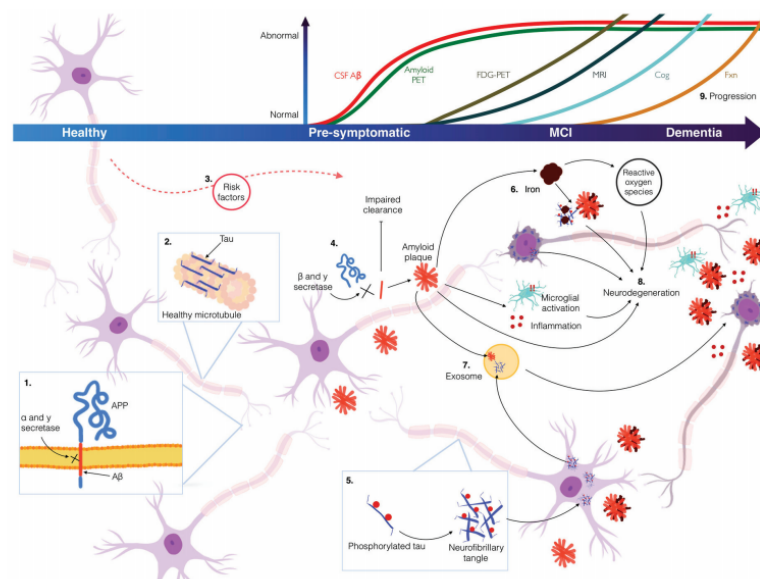 Abnormal
Normal
CSF Aβ
Amyloid
PET
FDG-PET
MRI
Cog
Fxn
9. Progression
Healthy
Pre-symptomatic
MCI
Dementia
3.
Risk
factors
2.
Tau
Healthy microtubule
Impaired
clearance
4.
β and γ
secretase
Amyloid
plaque
6. Iron
Reactive
oxygen
species
!!
!!
!!
Microglial
activation
Inflammation
8.
Neurodegeneration
7.
Exosome
1.
APP
α and γ
secretase
Aβ
5.
Phosphorylated tau
Neurofibrillary
tangle